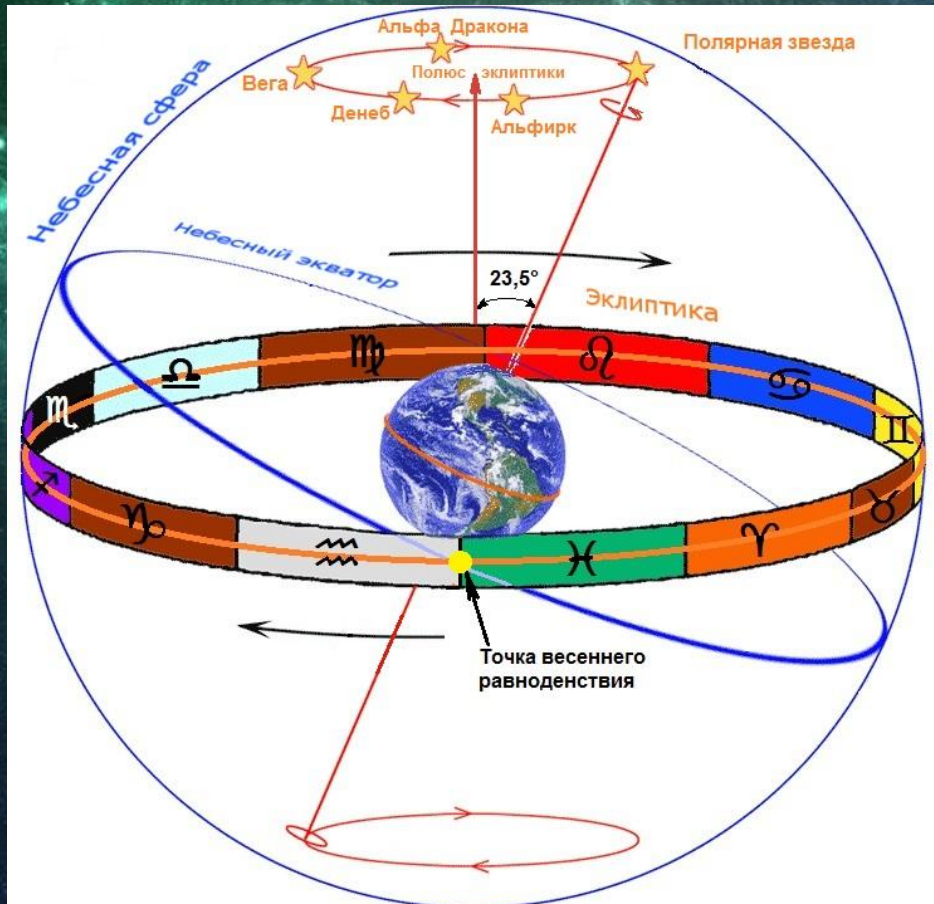 Альфа Дракона
Полярная звезда
Вега
Полюс эклиптики
Денеб
Альфирк
Небесная сфера
Небесный экватор
23,5°
Эклиптика
♏ ♎ ♍ ♌ ♋ ♊
♐ ♑ ♒ ♓ ♈ ♉
Точка весеннего
равноденствия